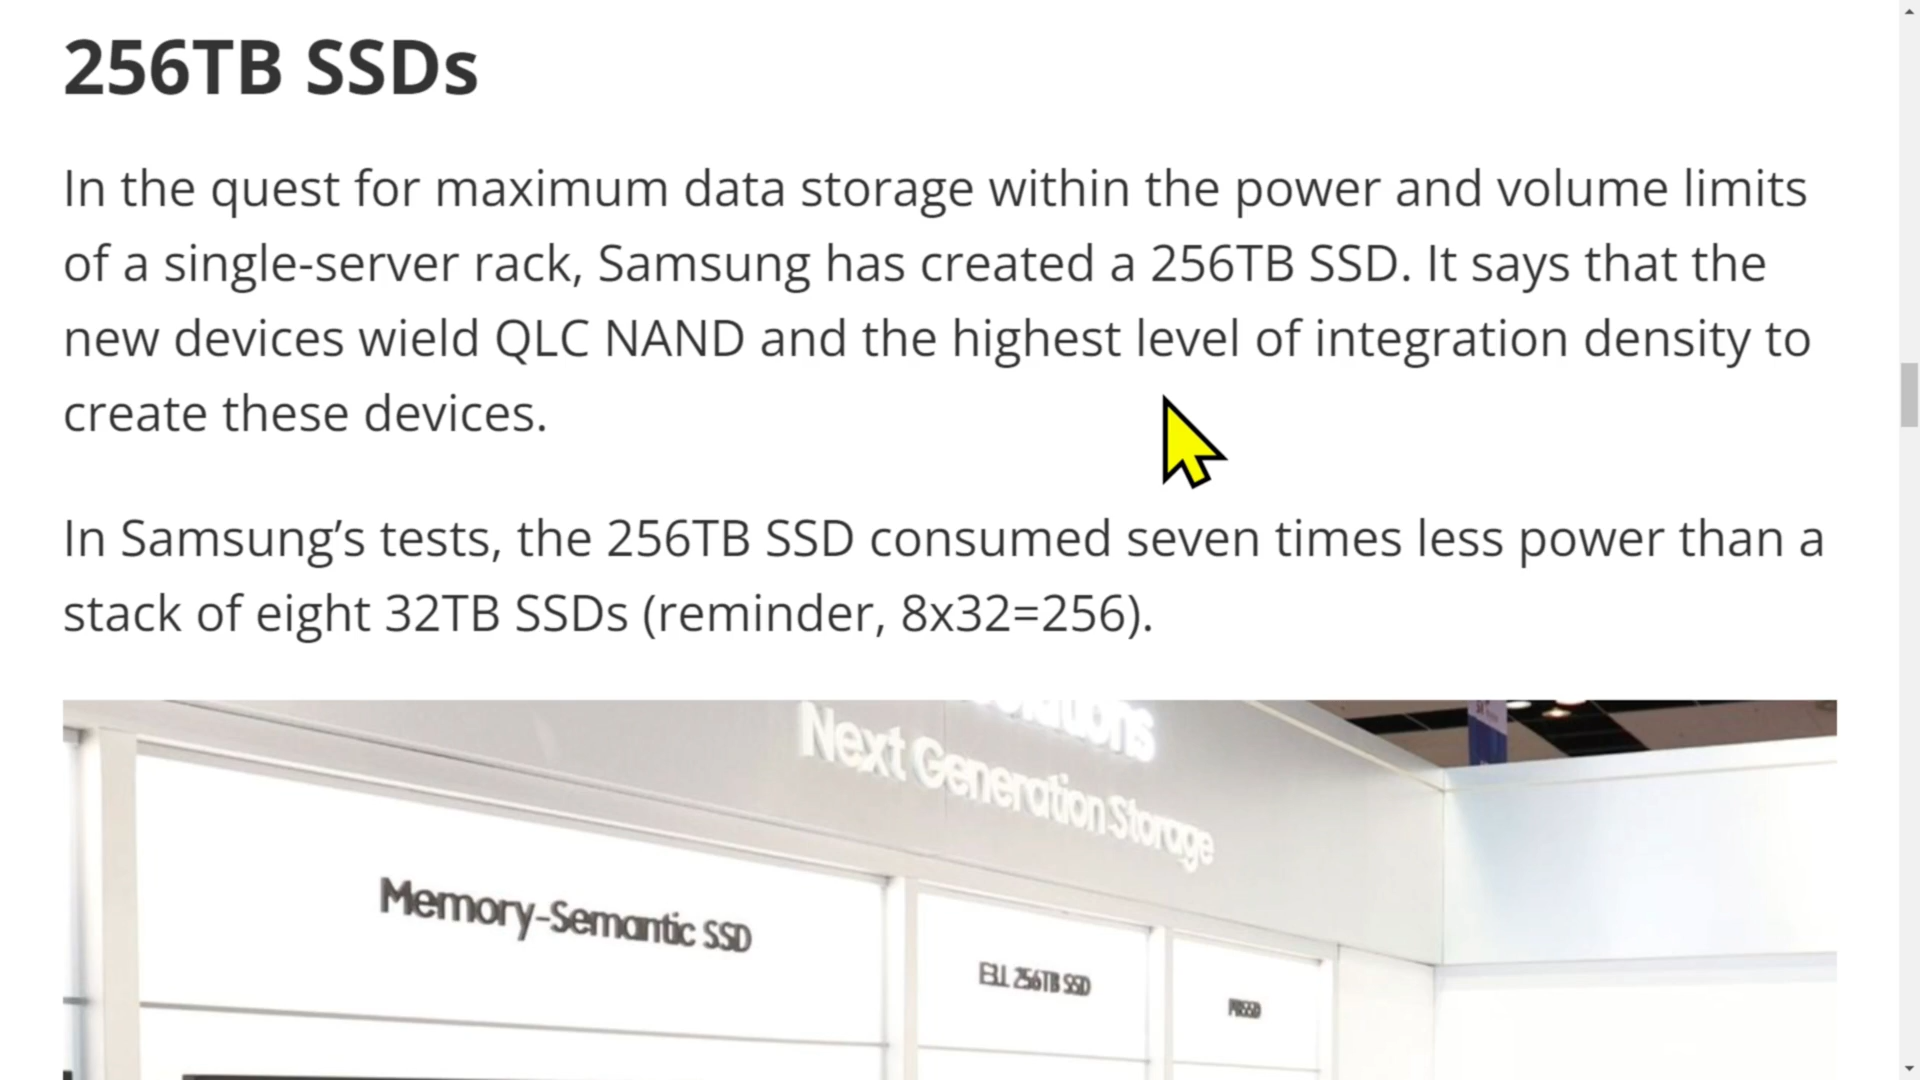 256TB SSDs
In the quest for maximum data storage within the power and volume limits
of a single-server rack, Samsung has created a 256TB SSD. It says that the
new devices wield QLC NAND and the highest level of integration density to
create these devices.
In Samsung’s tests, the 256TB SSD consumed seven times less power than a
stack of eight 32TB SSDs (reminder, 8x32=256).
Next Generation Storage
Memory-Semantic SSD
256TB SSD